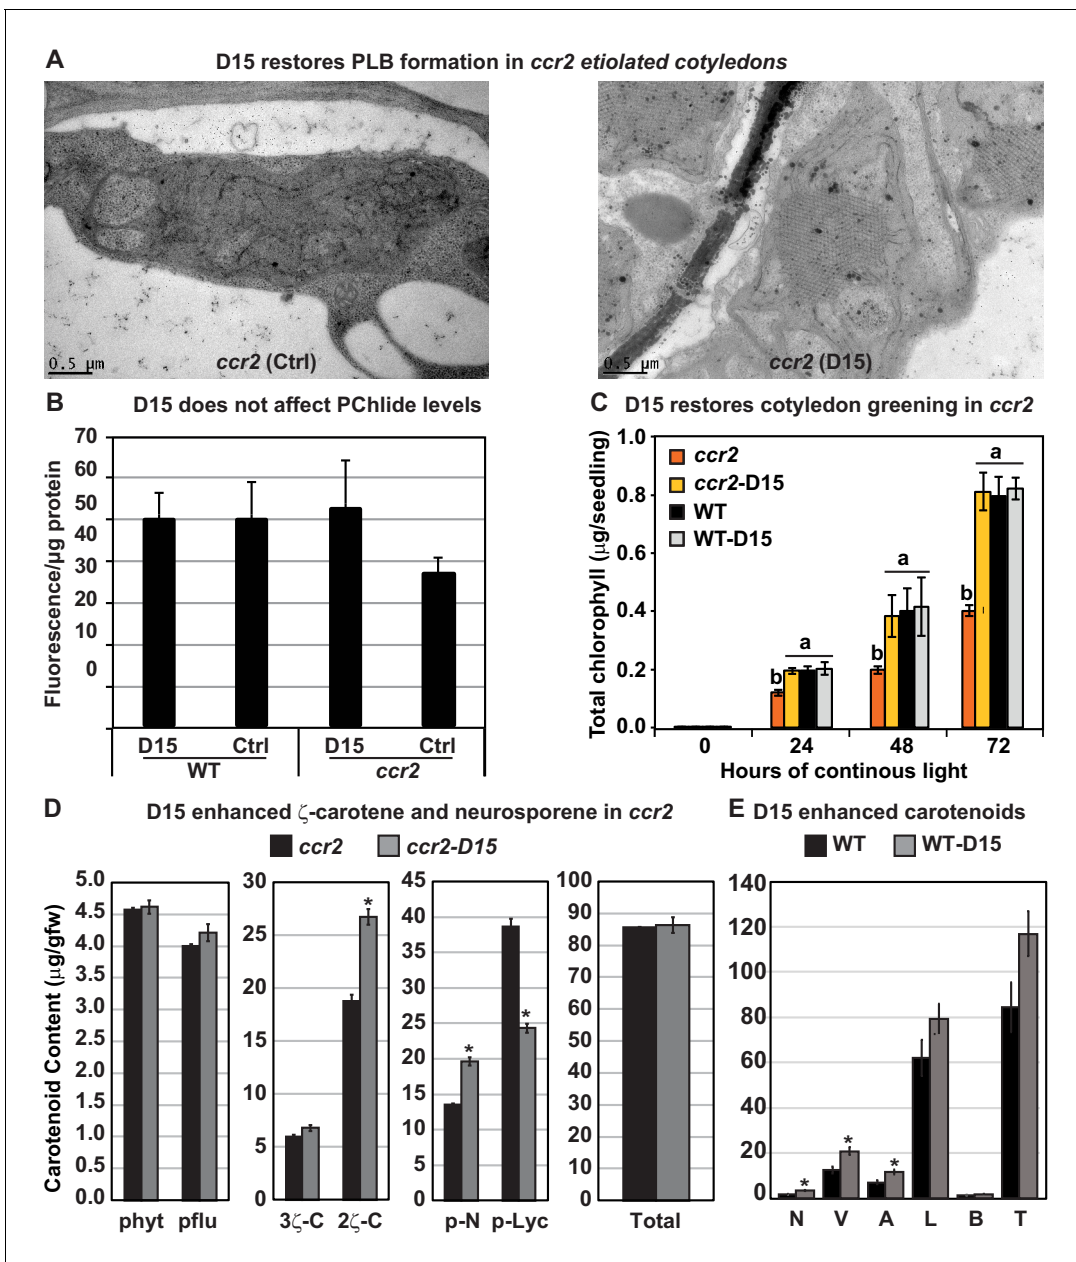 A
D15 restores PLB formation in ccr2 etiolated cotyledons
0.5 µm
ccr2 (Ctrl)
0.5 µm
ccr2 (D15)
B
D15 does not affect PChlide levels
Fluorescence/µg protein
70
60
50
40
30
20
10
0
D15 Ctrl D15 Ctrl
WT ccr2
C
D15 restores cotyledon greening in ccr2
Total chlorophyll (µg/seedling)
1.0
0.8
0.6
0.4
0.2
0.0
ccr2
ccr2-D15
WT
WT-D15
b a
b a
b a
0 24 48 72
Hours of continous light
D
D15 enhanced ζ-carotene and neurosporene in ccr2
ccr2 ccr2-D15
Carotenoid Content (µg/gfw)
5.0
4.5
4.0
3.5
3.0
2.5
2.0
1.5
1.0
0.5
0.0
phyt pflu
30
25
20
15
10
5
0
*
3ζ-C 2ζ-C
45
40
35
30
25
20
15
10
5
0
* *
p-N p-Lyc
100
90
80
70
60
50
40
30
20
10
0
Total
E
D15 enhanced carotenoids
WT WT-D15
140
120
100
80
60
40
20
0
* * *
N V A L B T